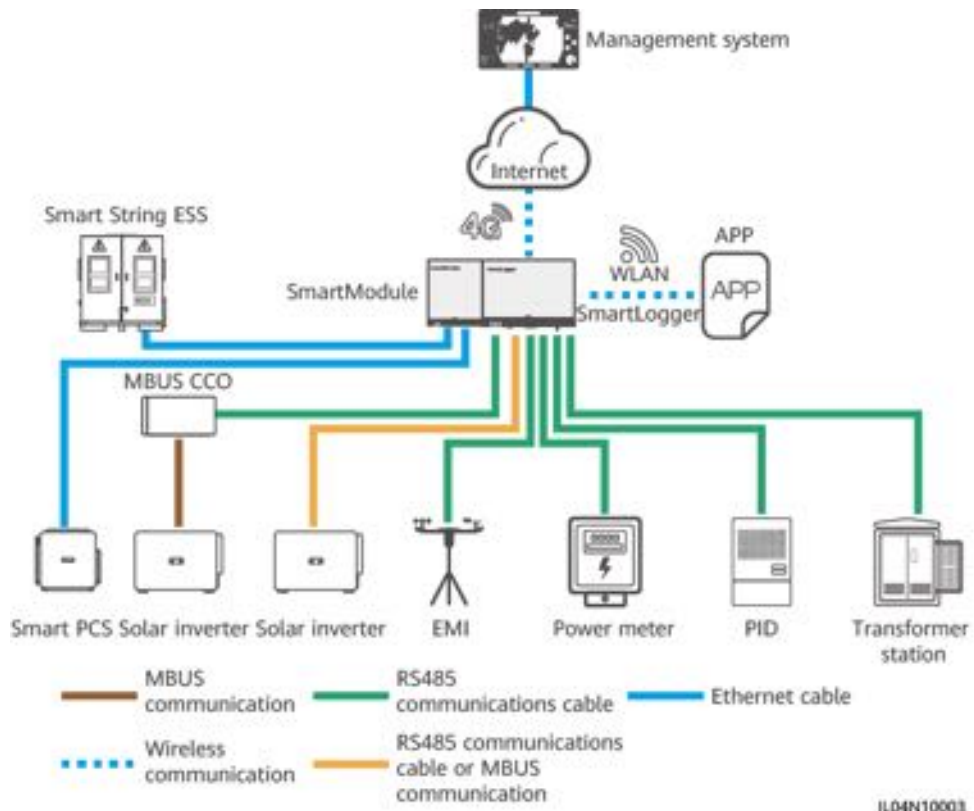 Management system
Internet
4G
Smart String ESS
SmartModule
WLAN
SmartLogger
APP
APP
MBUS CCO
Smart PCS
Solar inverter
Solar inverter
EMI
Power meter
PID
Transformer
station
MBUS
communication
RS485
communications cable
Ethernet cable
Wireless
communication
RS485 communications
cable or MBUS
communication
IL04N10003